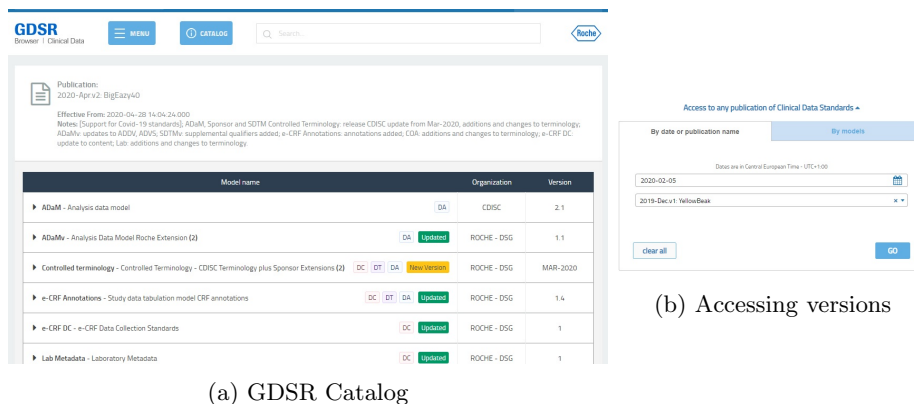 GDSR
Browser | Clinical Data
MENU
CATALOG
Search...
Roche
Publication:
2020-Apr:v2: BigEazy40
Effective From: 2020-04-28 14:04:24.000
Notes: [Support for Covid-19 standards]; ADaM, Sponsor and SDTM Controlled Terminology: release CDISC update from Mar-2020, additions and changes to terminology;
ADaMv: updates to ADDV, ADVS; SDTMv: supplemental qualifiers added; e-CRF Annotations: annotations added; COA: additions and changes to terminology; e-CRF DC:
update to content; Lab: additions and changes to terminology.
Model name Organization Version
ADaM - Analysis data model DA CDISC 2.1
ADaMv - Analysis Data Model Roche Extension (2) DA Updated ROCHE - DSG 1.1
Controlled terminology - Controlled Terminology - CDISC Terminology plus Sponsor Extensions (2) DC DT DA New Version ROCHE - DSG MAR-2020
e-CRF Annotations - Study data tabulation model CRF annotations DC DT DA Updated ROCHE - DSG 1.4
e-CRF DC - e-CRF Data Collection Standards DC Updated ROCHE - DSG 1
Lab Metadata - Laboratory Metadata DC Updated ROCHE - DSG 1
(a) GDSR Catalog
Access to any publication of Clinical Data Standards
By date or publication name By models
Dates are in Central European Time - UTC+1:00
2020-02-05
2019-Dec:v1: YellowBeak
clear all GO
(b) Accessing versions